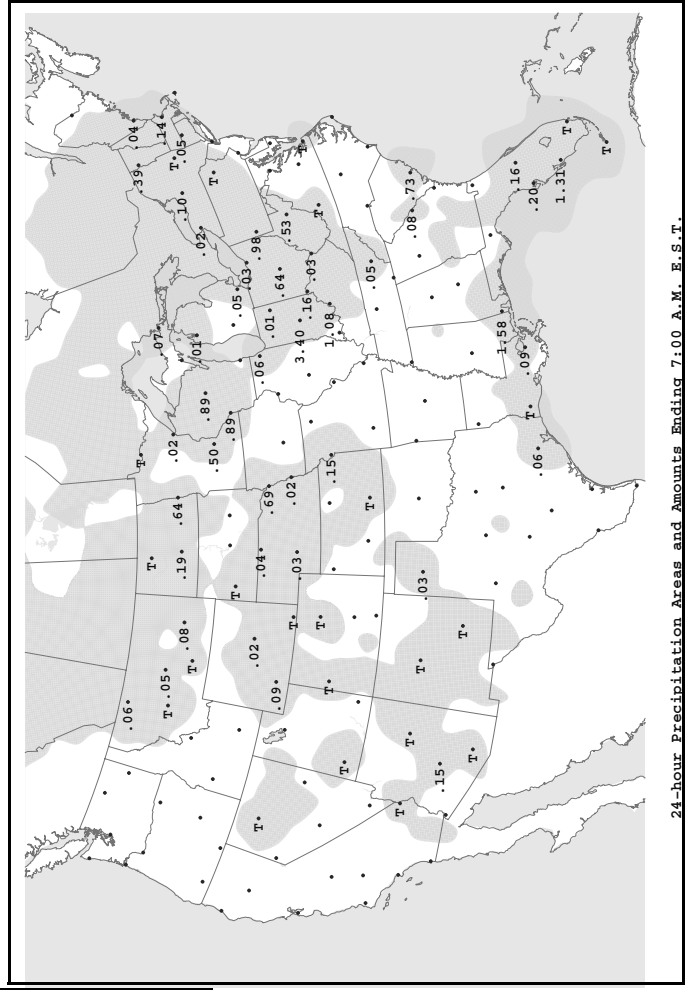 .06
T
.04
.39
T
.07
.14
.05
T
.02
T
.64
.19
.05
.10
.08
T
.01
.02
.89
T
.50
.89
T
.05
.03
.02
.98
T
.06
.04
.69
.01
.09
.64
.53
.02
T
.03
3.40
T
.16
.03
T
T
T
1.08
.15
T
T
.05
T
T
.73
.08
T
.03
.15
T
T
1.58
.16
.09
T
.20
.06
1.31
T
T
24-hour Precipitation Areas and Amounts Ending 7:00 A.M. E.S.T.